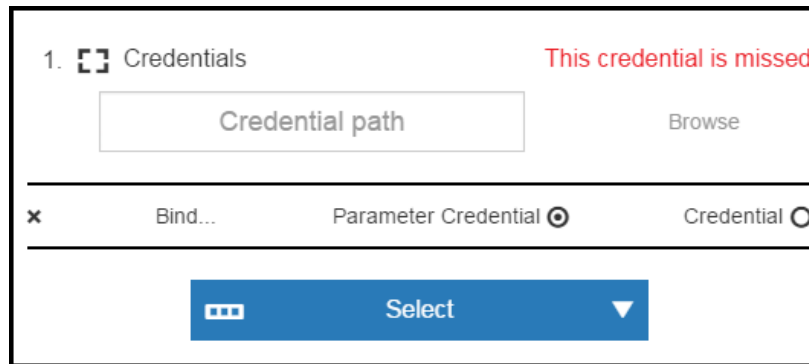 1. Credentials This credential is missed
Credential path Browse
× Bind... Parameter Credential Credential
Select